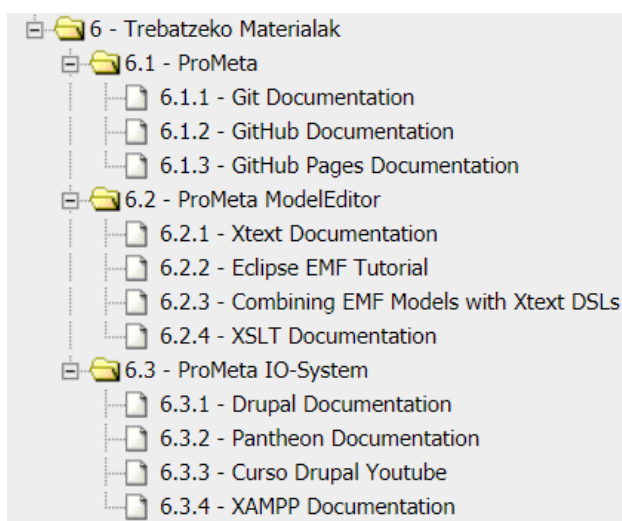 6 - Trebatzeko Materialak
6.1 - ProMeta
6.1.1 - Git Documentation
6.1.2 - GitHub Documentation
6.1.3 - GitHub Pages Documentation
6.2 - ProMeta ModelEditor
6.2.1 - Xtext Documentation
6.2.2 - Eclipse EMF Tutorial
6.2.3 - Combining EMF Models with Xtext DSLs
6.2.4 - XSLT Documentation
6.3 - ProMeta IO-System
6.3.1 - Drupal Documentation
6.3.2 - Pantheon Documentation
6.3.3 - Curso Drupal Youtube
6.3.4 - XAMPP Documentation